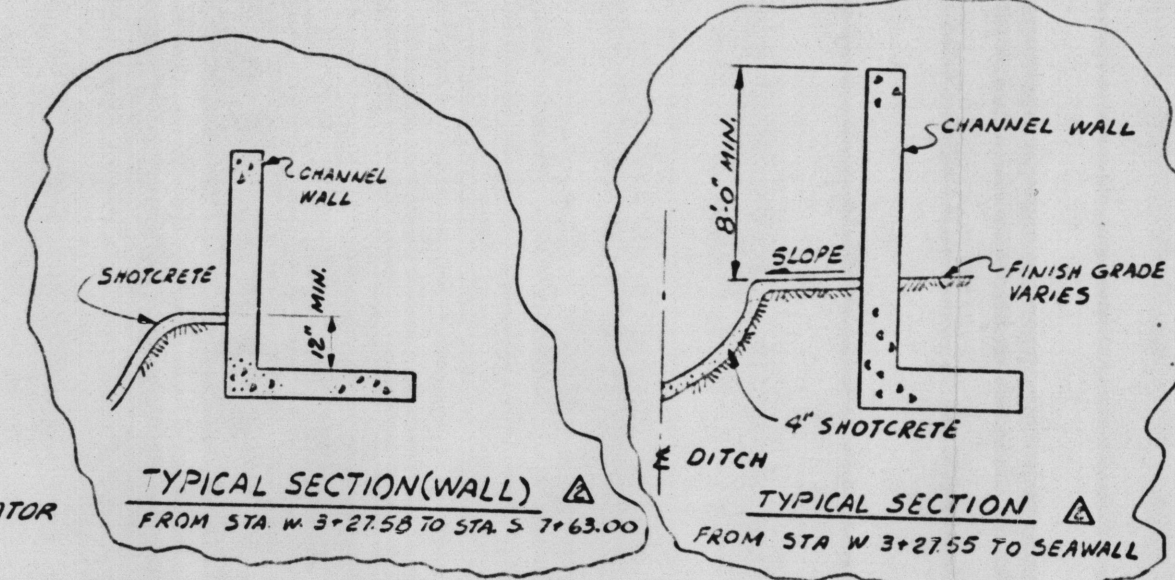 CHANNEL
WALL
SHOTCRETE
12" MIN.
TYPICAL SECTION (WALL)
FROM STA. W. 3+27.58 TO STA. S 7+63.00
8'-0" MIN.
CHANNEL WALL
SLOPE
FINISH GRADE
VARIES
4" SHOTCRETE
DITCH
TYPICAL SECTION
FROM STA W 3+27.55 TO SEAWALL